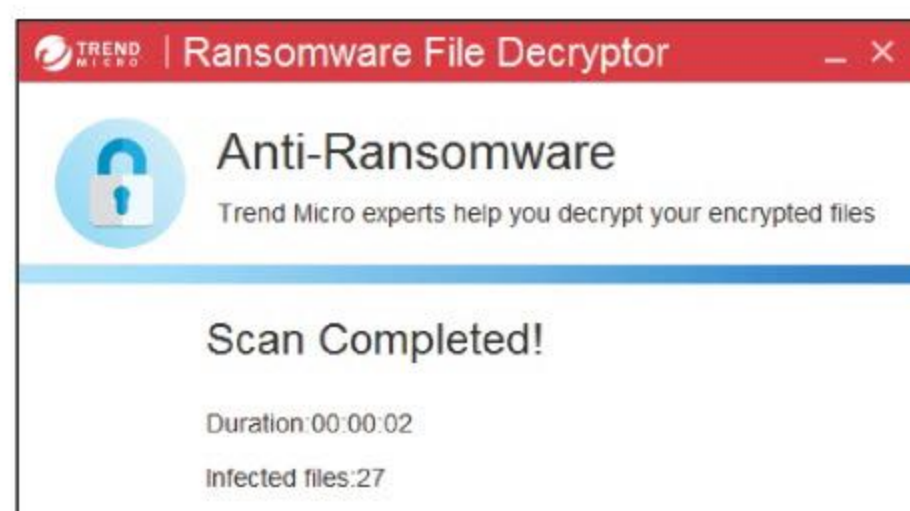 TREND MICRO | Ransomware File Decryptor
Anti-Ransomware
Trend Micro experts help you decrypt your encrypted files
Scan Completed!
Duration:00:00:02
Infected files:27